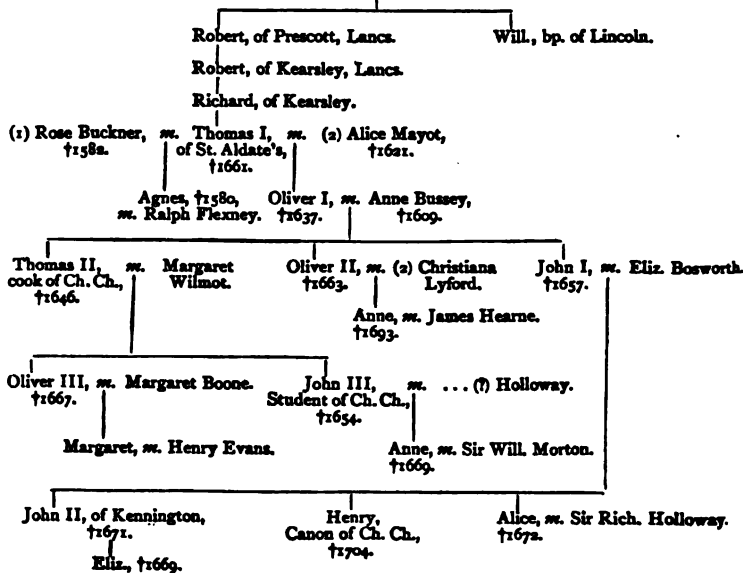 Robert, of Prescott, Lancs. Will., bp. of Lincoln.
Robert, of Kearsley, Lancs.
Richard, of Kearsley.
(1) Rose Buckner, m. Thomas I, m. (2) Alice Mayot,
†1582. of St. Aldate's, †1621.
†1661.
Agnes, †1580, Oliver I, m. Anne Bussey,
m. Ralph Flexney. †1637. †1609.
Thomas II, m. Margaret Oliver II, m. (2) Christiana John I, m. Eliz. Bosworth.
cook of Ch. Ch., Wilmot. †1663. Lyford. †1657.
†1646.
Anne, m. James Hearne.
†1693.
Oliver III, m. Margaret Boone. John III, m. ... (?) Holloway.
†1667. Student of Ch. Ch.,
†1654.
Margaret, m. Henry Evans. Anne, m. Sir Will. Morton.
†1669.
John II, of Kennington, Henry, Alice, m. Sir Rich. Holloway.
†1671. Canon of Ch. Ch., †1672.
Eliz., †1669. †1704.